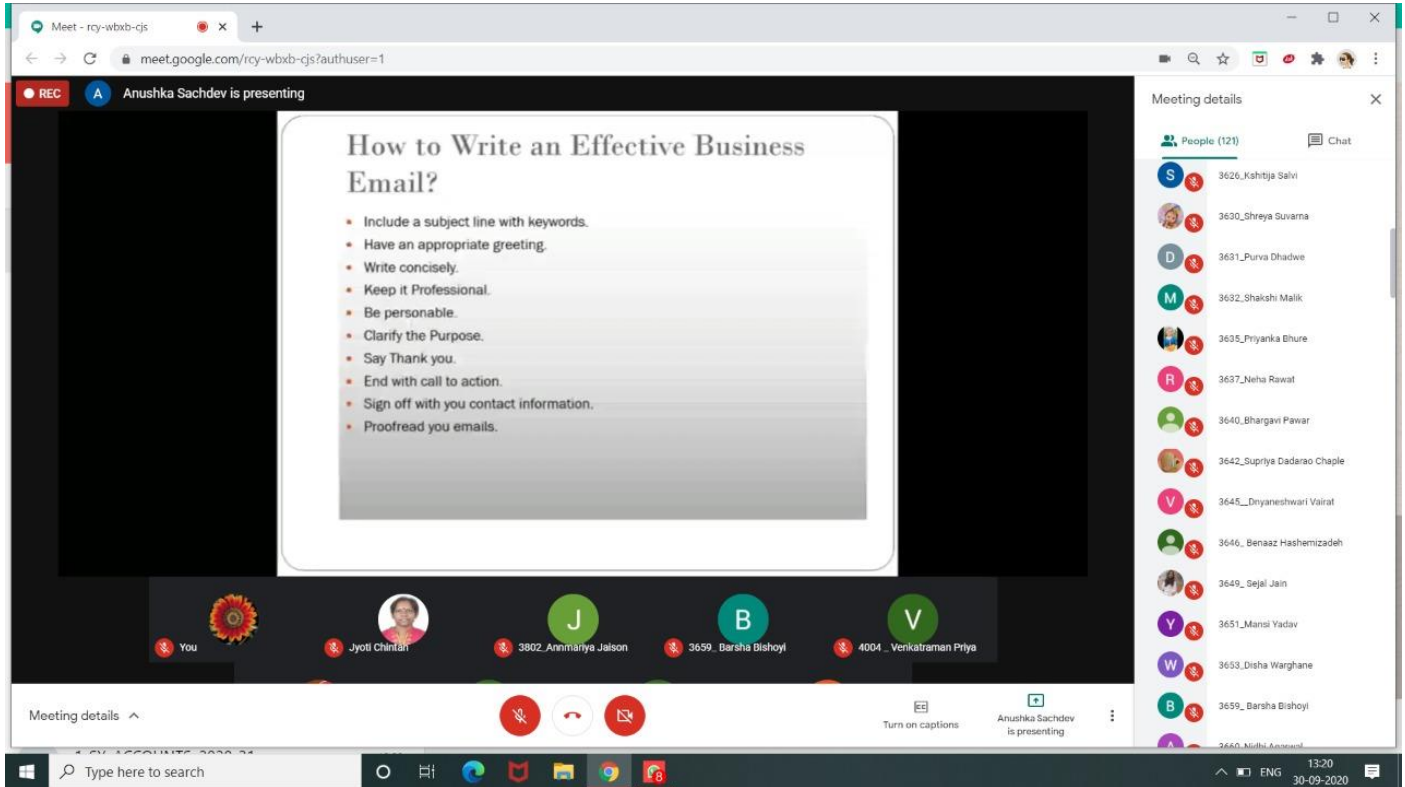 Meet - rcy-wbxb-cjs
meet.google.com/rcy-wbxb-cjs?authuser=1
REC
A
Anushka Sachdev is presenting
How to Write an Effective Business
Email?
• Include a subject line with keywords.
• Have an appropriate greeting.
• Write concisely.
• Keep it Professional.
• Be personable.
• Clarify the Purpose.
• Say Thank you.
• End with call to action.
• Sign off with you contact information.
• Proofread you emails.
You
Jyoti Chintan
J
3802_Annmariya Jaison
B
3659_ Barsha Bishoyi
V
4004 _ Venkatraman Priya
Meeting details
People (121)
Chat
S
3626_Kshitija Salvi
3630_Shreya Suvarna
D
3631_Purva Dhadwe
M
3632_Shakshi Malik
3635_Priyanka Bhure
R
3637_Neha Rawat
3640_Bhargavi Pawar
3642_Supriya Dadarao Chaple
V
3645__Dnyaneshwari Vairat
3646_ Benaaz Hashemizadeh
3649_ Sejal Jain
Y
3651_Mansi Yadav
W
3653_Disha Warghane
B
3659_ Barsha Bishoyi
A
3660_Nidhi Agarwal
Meeting details
CC
Turn on captions
Anushka Sachdev
is presenting
1_SY_ACCOUNTS_2020-21
Type here to search
8
ENG
13:20
30-09-2020